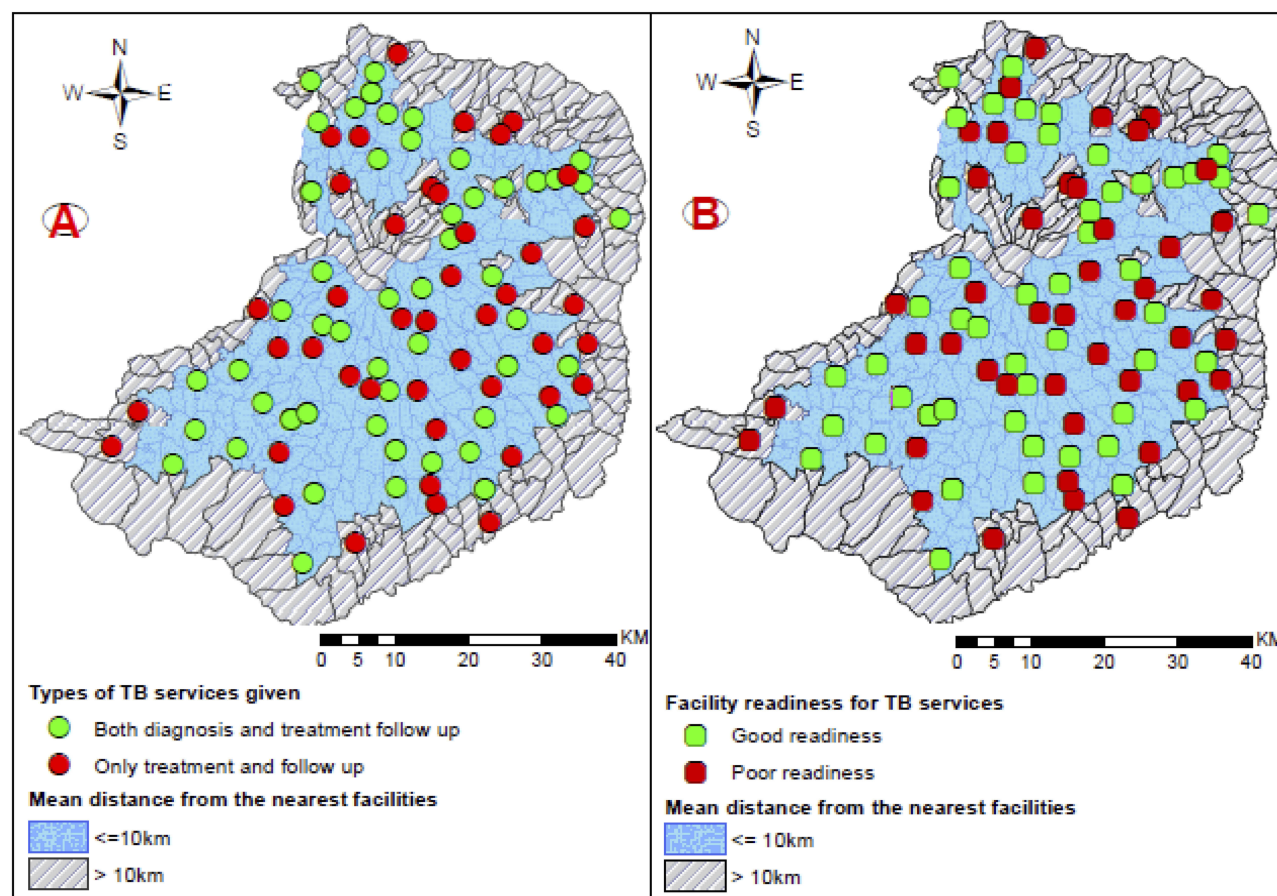 N
W E
S
A
KM
0 5 10 20 30 40
Types of TB services given
Both diagnosis and treatment follow up
Only treatment and follow up
Mean distance from the nearest facilities
<=10km
> 10km
N
W E
S
B
KM
0 5 10 20 30 40
Facility readiness for TB services
Good readiness
Poor readiness
Mean distance from the nearest facilities
<= 10km
> 10km